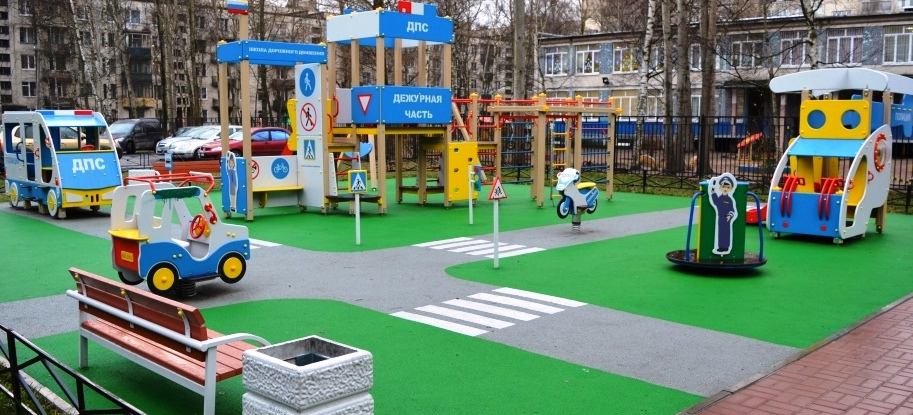 ДПС
ШКОЛА ДОРОЖНОГО ДВИЖЕНИЯ
ДЕЖУРНАЯ
ЧАСТЬ
ДПС